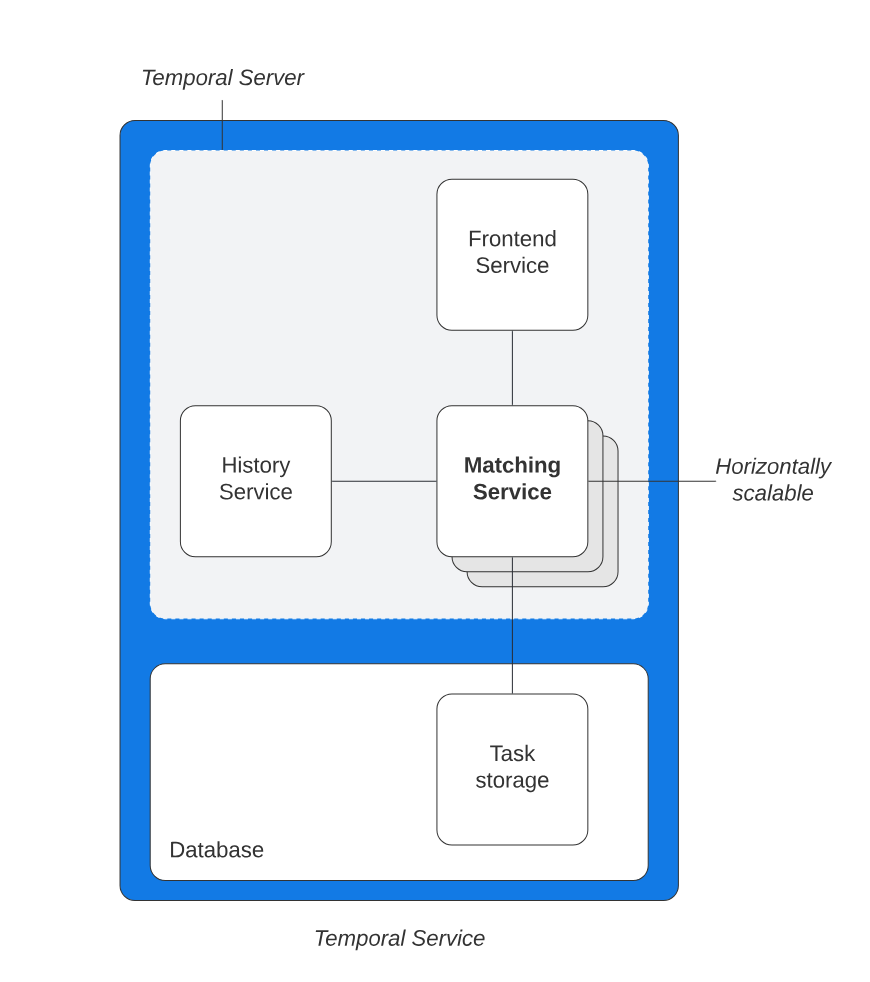 Temporal Server
Frontend
Service
History
Service
Matching
Service
Horizontally
scalable
Task
storage
Database
Temporal Service